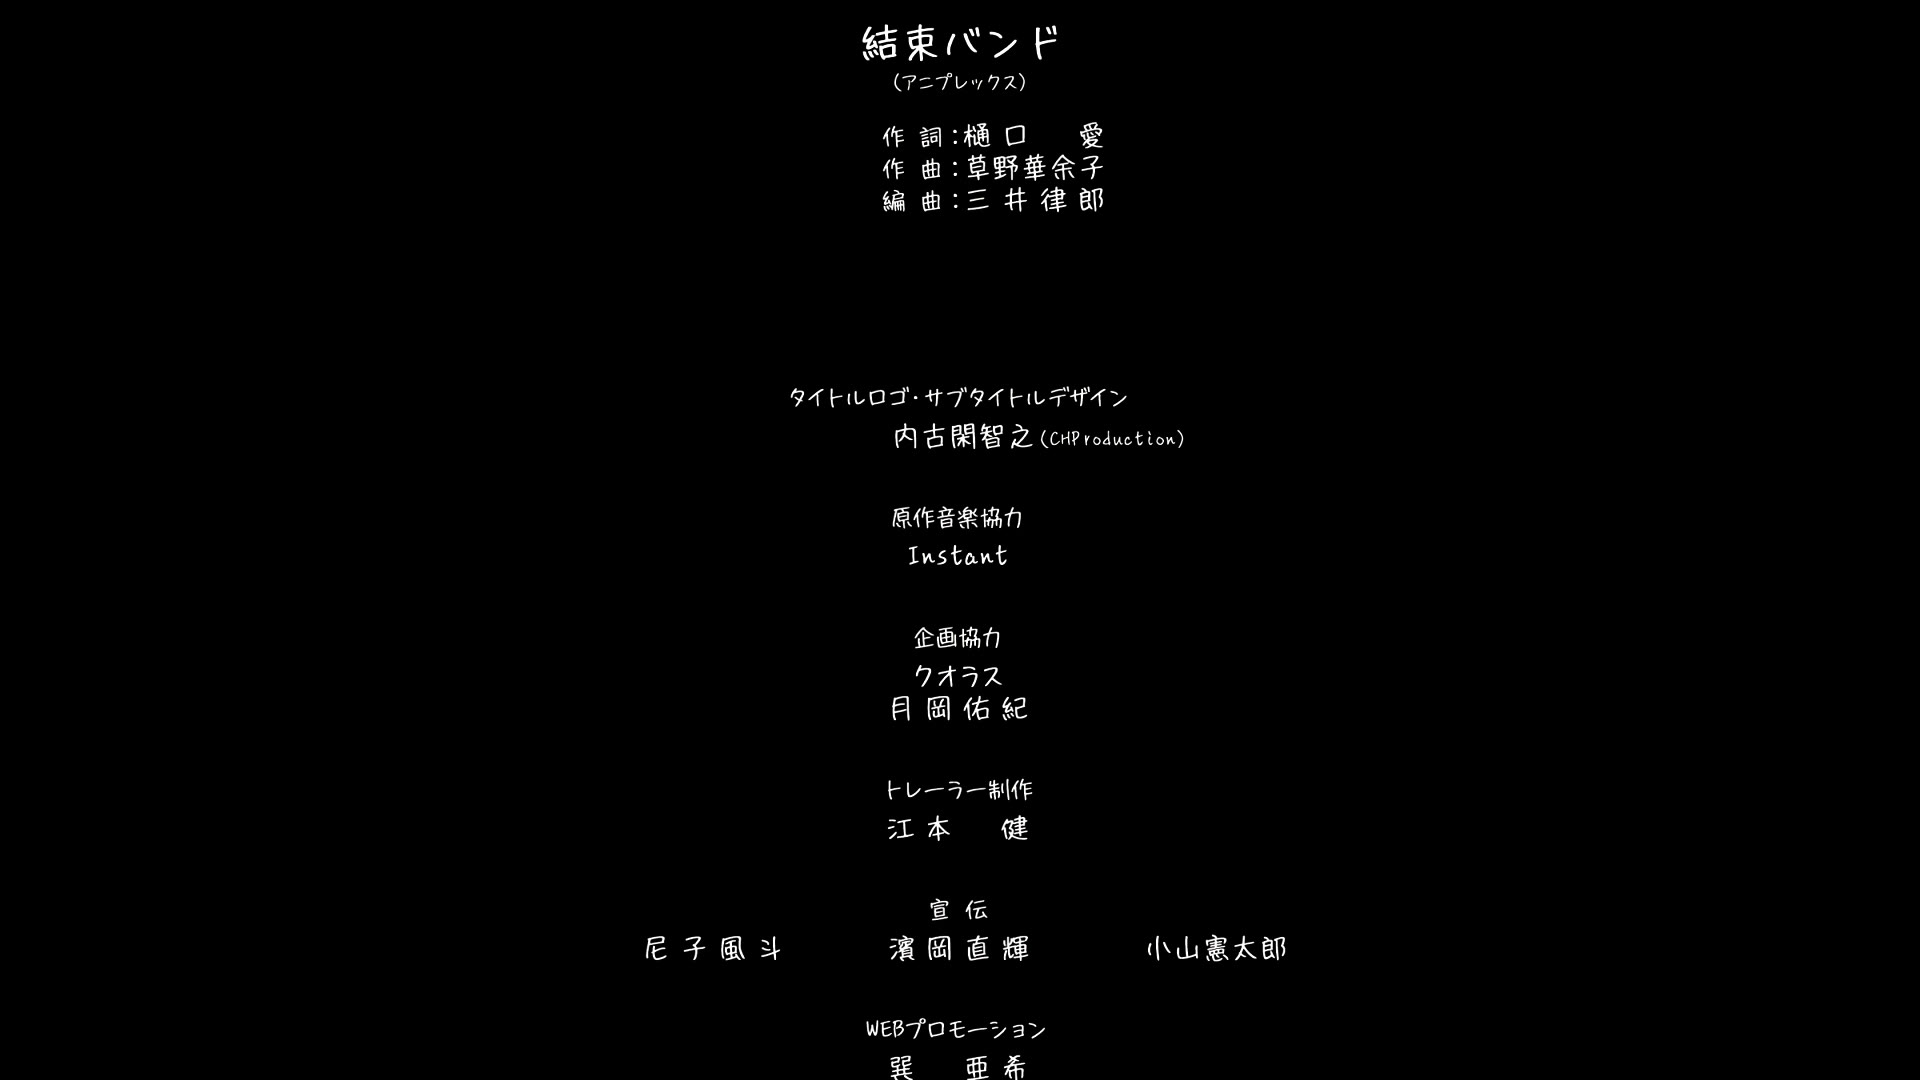 結束バンド
(アニプレックス)
作 詞:樋 口 愛
作 曲:草野華余子
編 曲:三 井 律 郎
タイトルロゴ・サブタイトルデザイン
内古閑智之(CHProduction)
原作音楽協力
Instant
企画協力
クオラス
月 岡 佑 紀
トレーラー制作
江 本 健
宣 伝
尼 子 風 斗 濱 岡 直 輝 小山憲太郎
WEBプロモーション
巽 亜 希